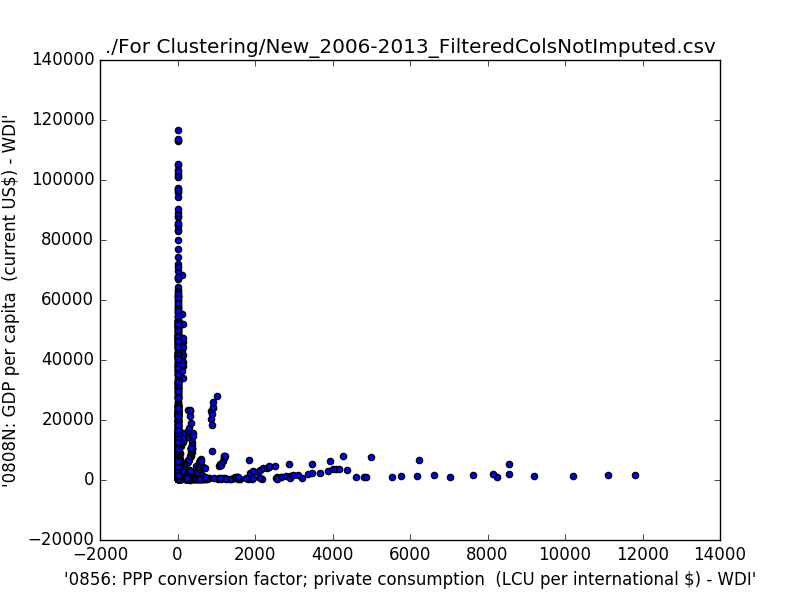 ./For Clustering/New_2006-2013_FilteredColsNotImputed.csv
'0808N: GDP per capita  (current US$) - WDI'
140000
120000
100000
80000
60000
40000
20000
0
−20000
−2000 0 2000 4000 6000 8000 10000 12000 14000
'0856: PPP conversion factor; private consumption  (LCU per international $) - WDI'